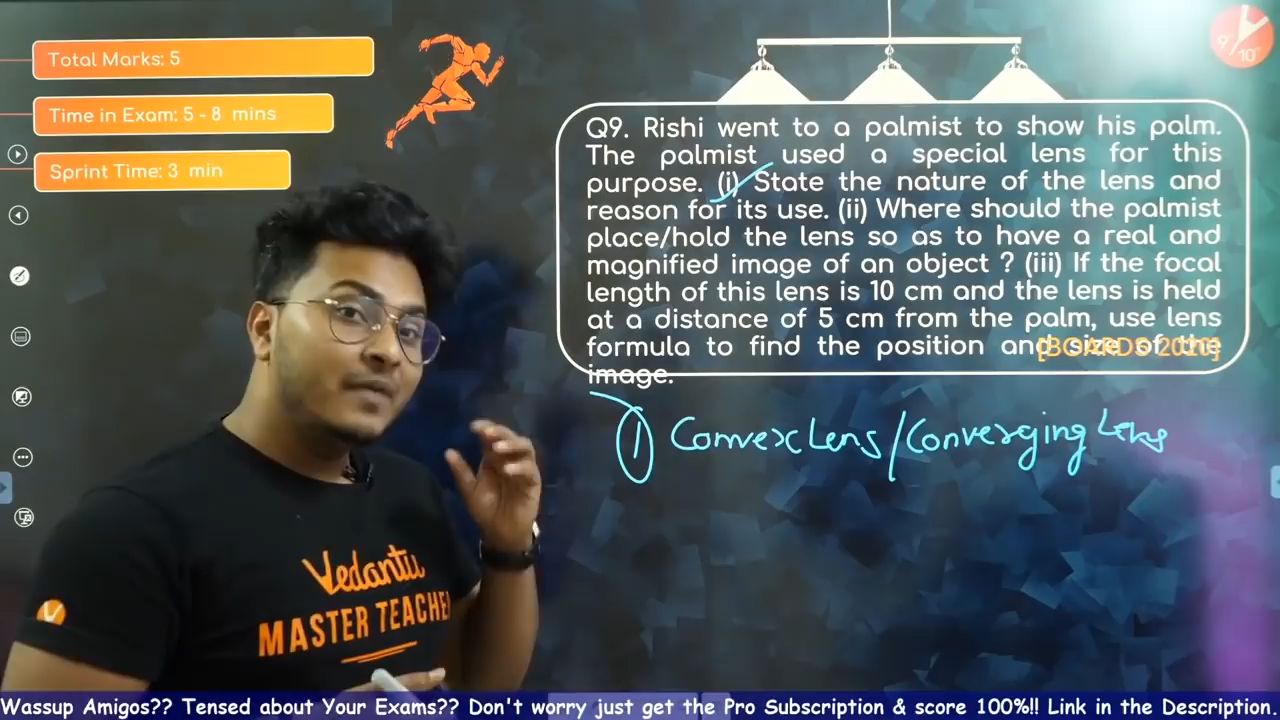 Total Marks: 5
Time in Exam: 5 - 8 mins
Sprint Time: 3 min
9 10
Q9. Rishi went to a palmist to show his palm.
The palmist used a special lens for this
purpose. (i) State the nature of the lens and
reason for its use. (ii) Where should the palmist
place/hold the lens so as to have a real and
magnified image of an object ? (iii) If the focal
length of this lens is 10 cm and the lens is held
at a distance of 5 cm from the palm, use lens
formula to find the position and size of the
[BOARDS 2020]
image.
1 Convex Lens / Converging Lens
Vedantu
MASTER TEACHE
Wassup Amigos?? Tensed about Your Exams?? Don't worry just get the Pro Subscription & score 100%!! Link in the Description.